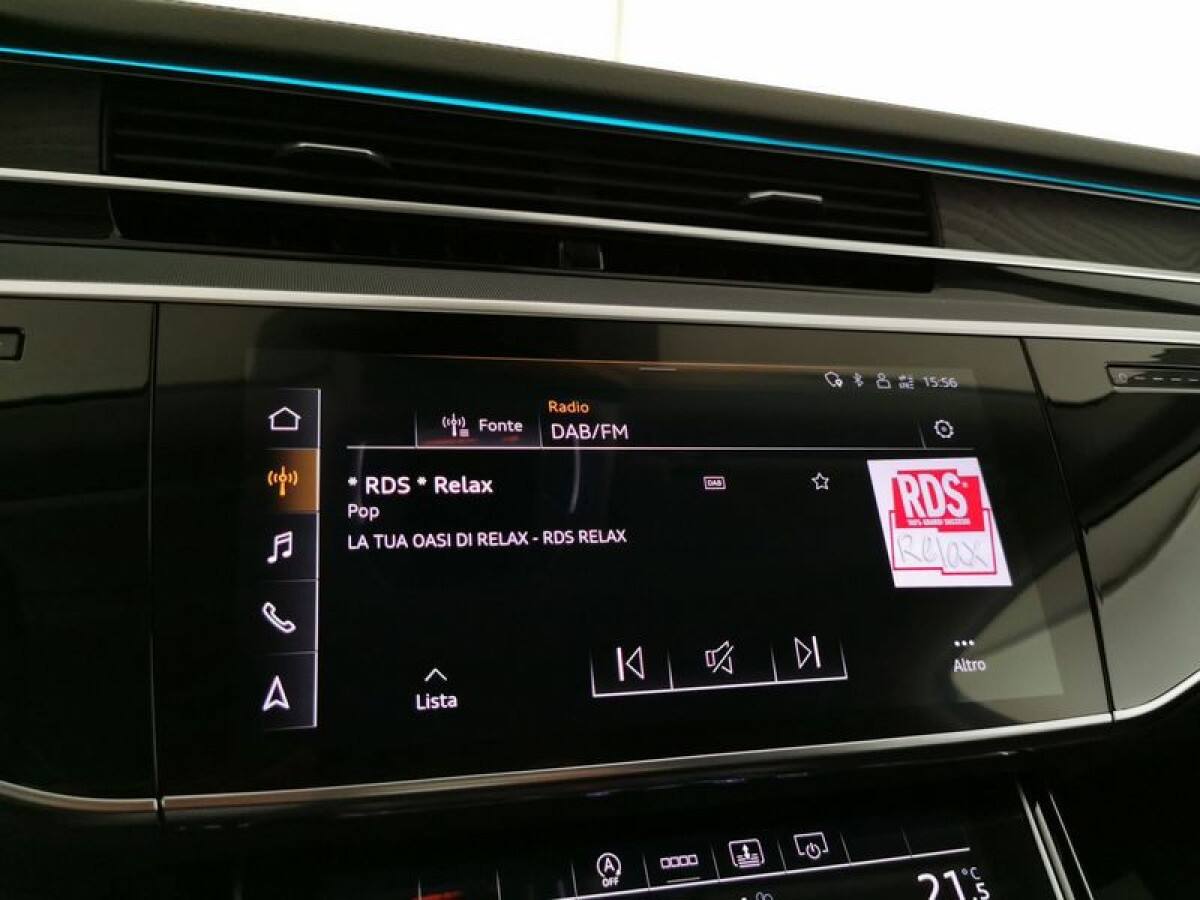 15:56
Fonte
Radio
DAB/FM
* RDS * Relax
DAB
Pop
LA TUA OASI DI RELAX - RDS RELAX
RDS
100% GRANDI SUCCESSI
Relax
Lista
Altro
A
OFF
21,5 °C